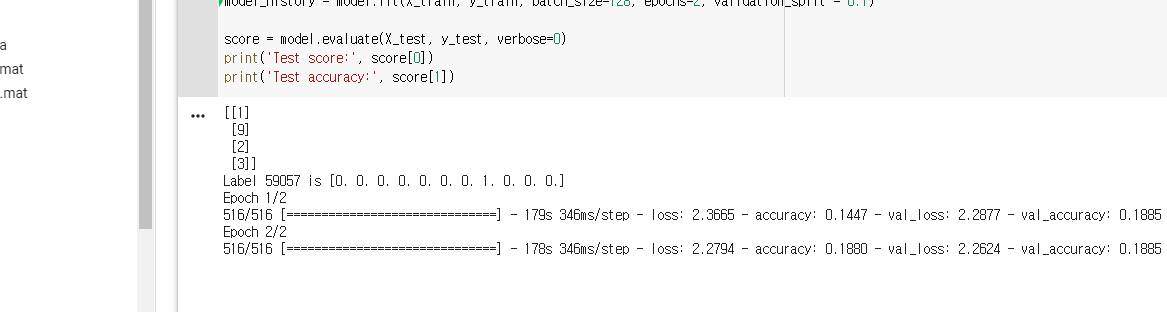 model_history = model.fit(X_train, y_train, batch_size=128, epochs=2, validation_split = 0.1)
score = model.evaluate(X_test, y_test, verbose=0)
print('Test score:', score[0])
print('Test accuracy:', score[1])
a
mat
.mat
[[1]
[9]
[2]
[3]]
Label 59057 is [0. 0. 0. 0. 0. 0. 0. 1. 0. 0. 0.]
Epoch 1/2
516/516 [==============================] - 179s 346ms/step - loss: 2.3665 - accuracy: 0.1447 - val_loss: 2.2877 - val_accuracy: 0.1885
Epoch 2/2
516/516 [==============================] - 178s 346ms/step - loss: 2.2794 - accuracy: 0.1880 - val_loss: 2.2624 - val_accuracy: 0.1885